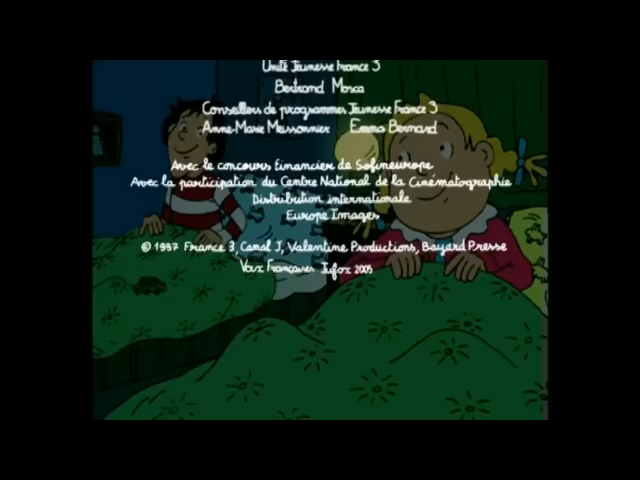 Unité Jeunesse France 3
Bertrand Mosca
Conseillers de programmes Jeunesse France 3
Anne-Marie Massonnier Emma Bernard
Avec le concours financier de Sofineurope
Avec la participation du Centre National de la Cinématographie
Distribution internationale
Europe Images
© 1997 France 3, Canal J, Valentine Productions, Bayard Presse
Voix Françaises Tufox 2005